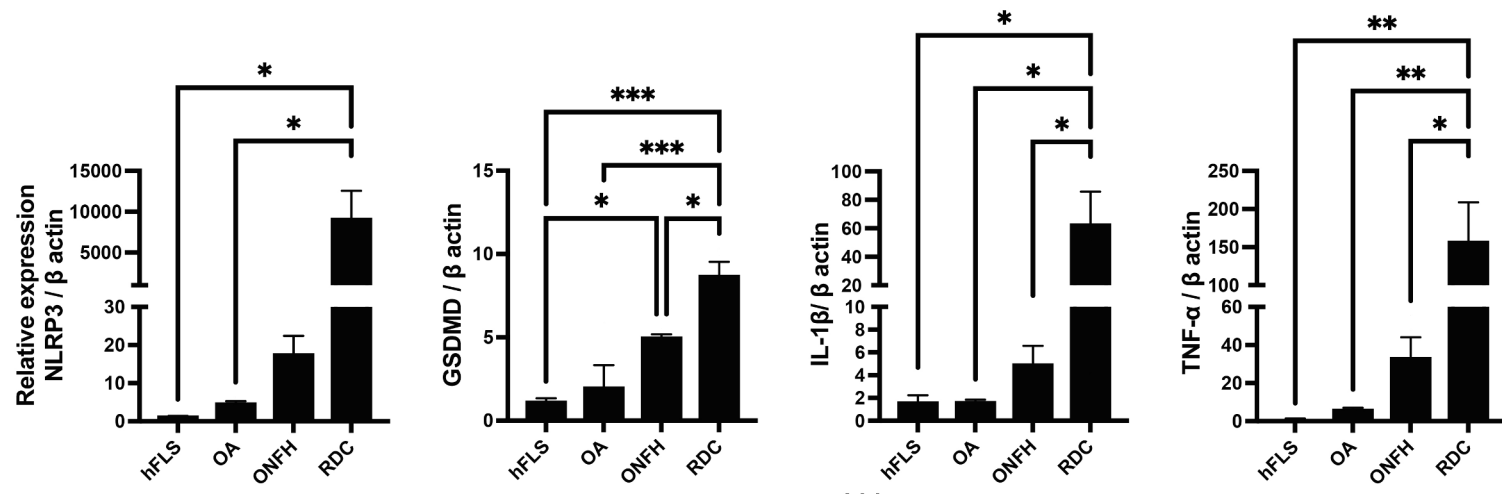 *
*
Relative expression
NLRP3 / β actin
15000
10000
5000
30
20
10
0
hFLS
OA
ONFH
RDC
***
***
*
*
GSDMD / β actin
15
10
5
0
hFLS
OA
ONFH
RDC
*
*
*
IL-1β/ β actin
100
80
60
40
20
10
8
6
4
2
0
hFLS
OA
ONFH
RDC
**
**
*
TNF-α / β actin
250
200
150
100
60
40
20
0
hFLS
OA
ONFH
RDC